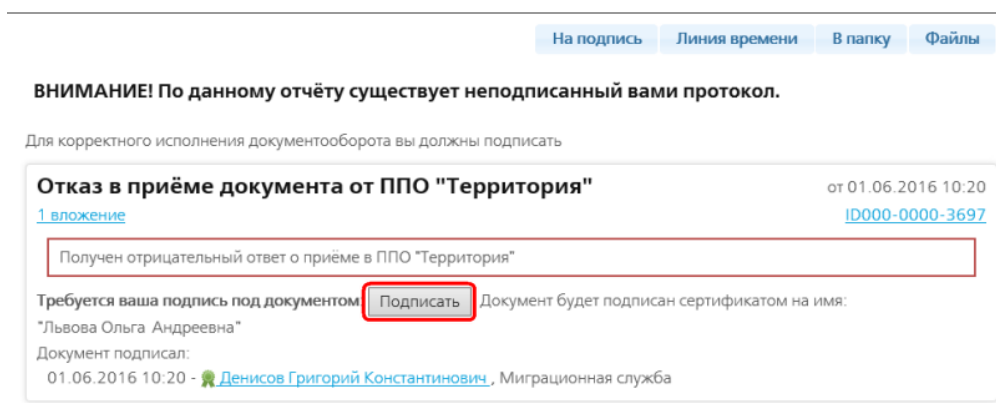 На подпись Линия времени В папку Файлы
ВНИМАНИЕ! По данному отчёту существует неподписанный вами протокол.
Для корректного исполнения документооборота вы должны подписать
Отказ в приёме документа от ППО "Территория" от 01.06.2016 10:20
1 вложение ID000-0000-3697
Получен отрицательный ответ о приёме в ППО "Территория"
Требуется ваша подпись под документом: Подписать Документ будет подписан сертификатом на имя:
"Львова Ольга Андреевна"
Документ подписал:
01.06.2016 10:20 - Денисов Григорий Константинович , Миграционная служба